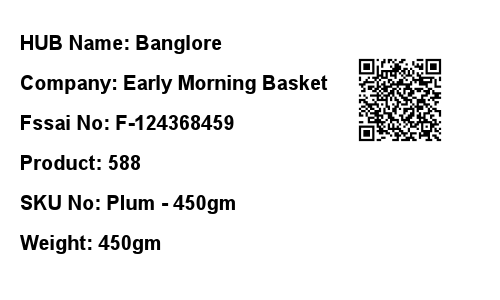 HUB Name: Banglore
Company: Early Morning Basket
Fssai No: F-124368459
Product: 588
SKU No: Plum - 450gm
Weight: 450gm